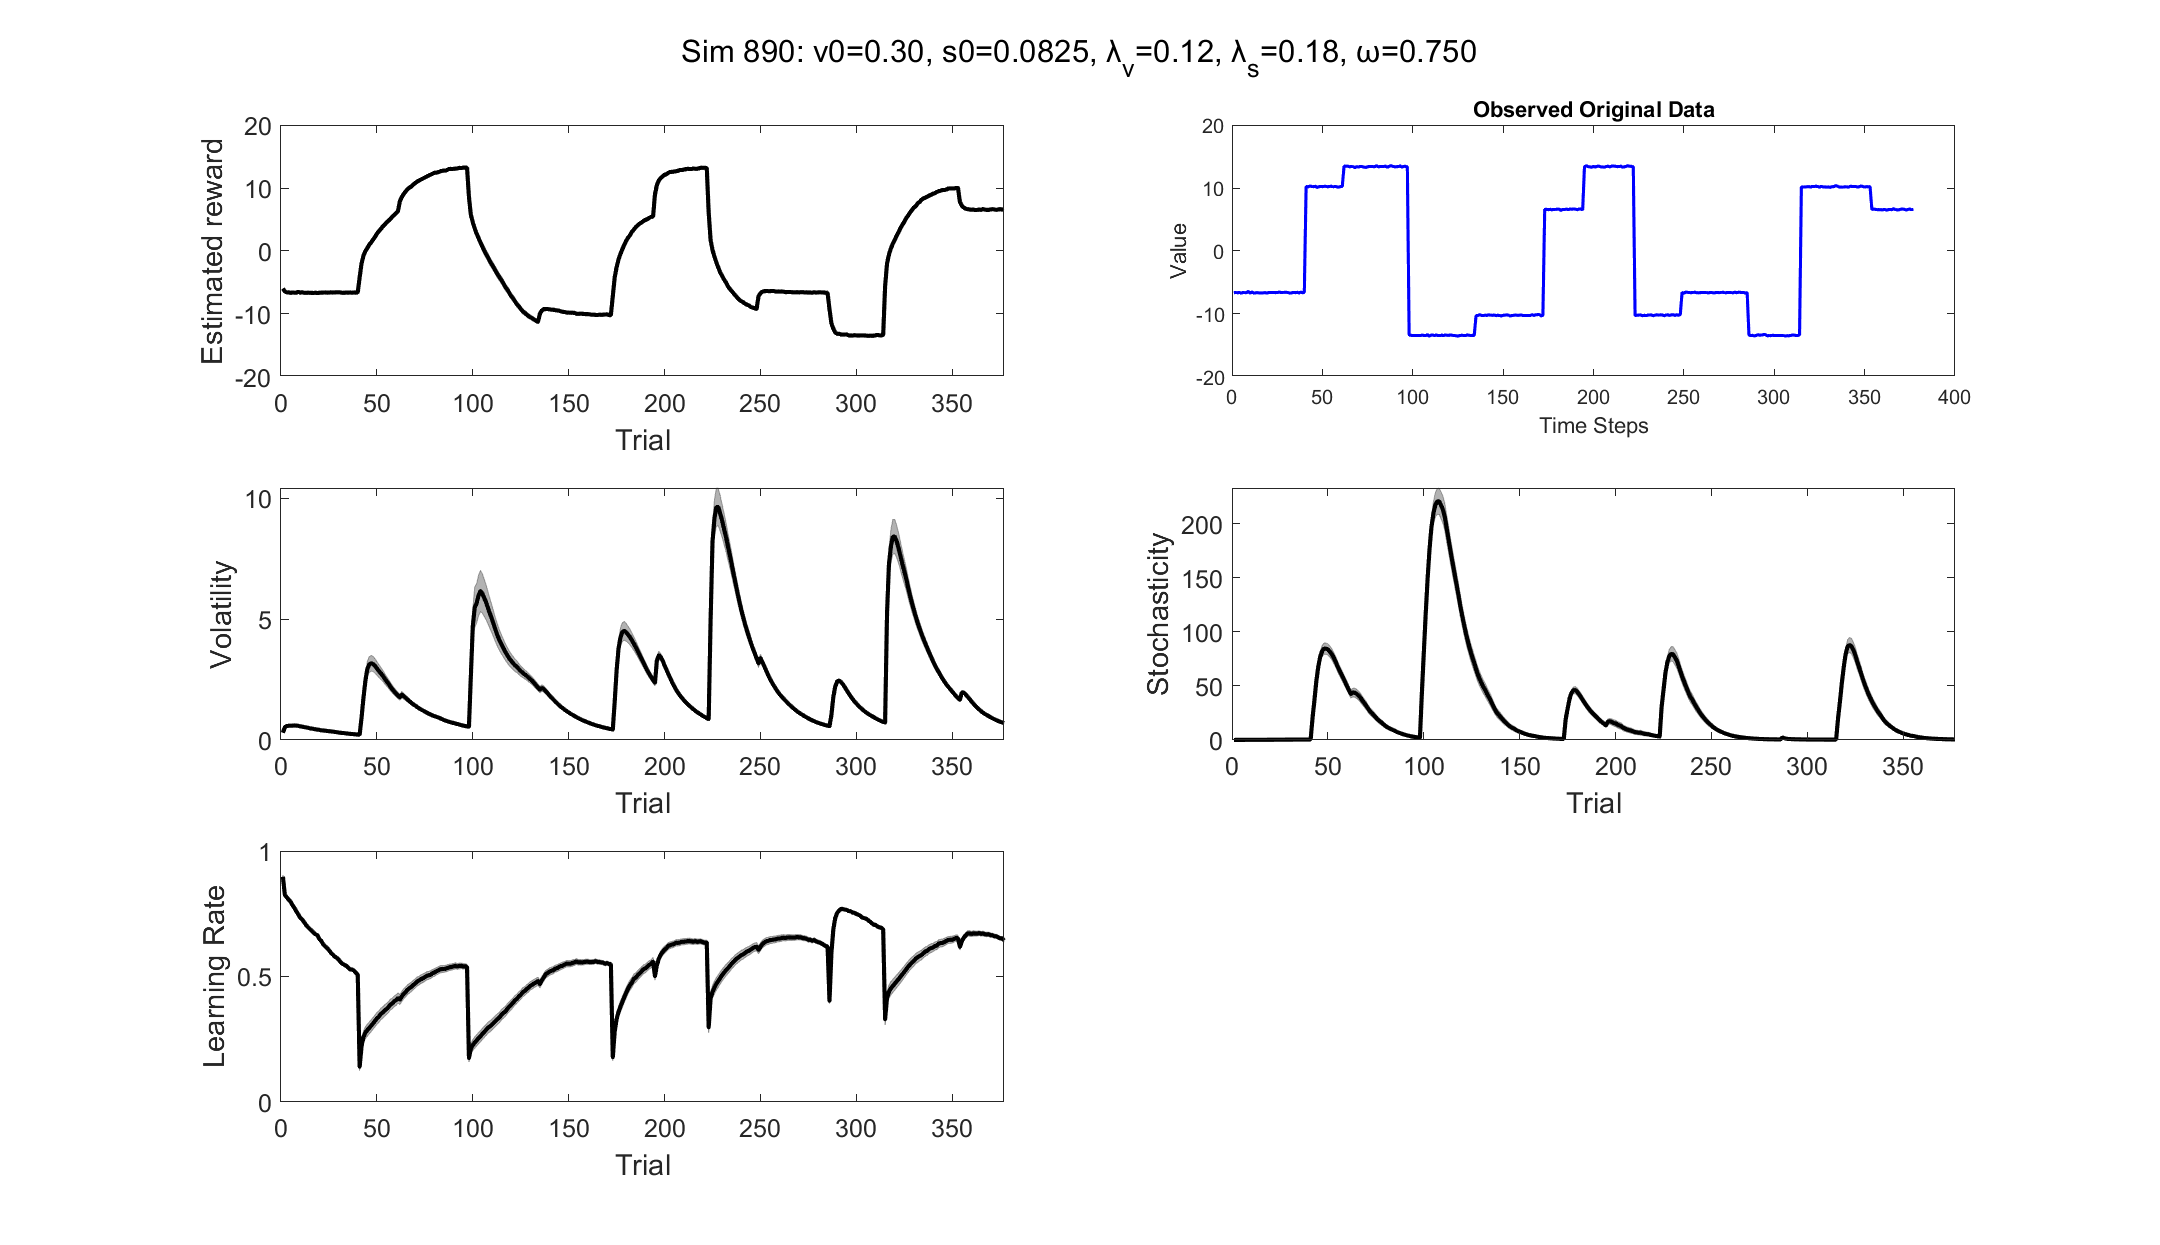 Sim 890: v0=0.30, s0=0.0825, λv=0.12, λs=0.18, ω=0.750
20
10
0
-10
-20
Estimated reward
0 50 100 150 200 250 300 350
Trial
Observed Original Data
20
10
0
-10
-20
Value
0 50 100 150 200 250 300 350 400
Time Steps
10
5
0
Volatility
0 50 100 150 200 250 300 350
Trial
200
150
100
50
0
Stochasticity
0 50 100 150 200 250 300 350
Trial
1
0.5
0
Learning Rate
0 50 100 150 200 250 300 350
Trial